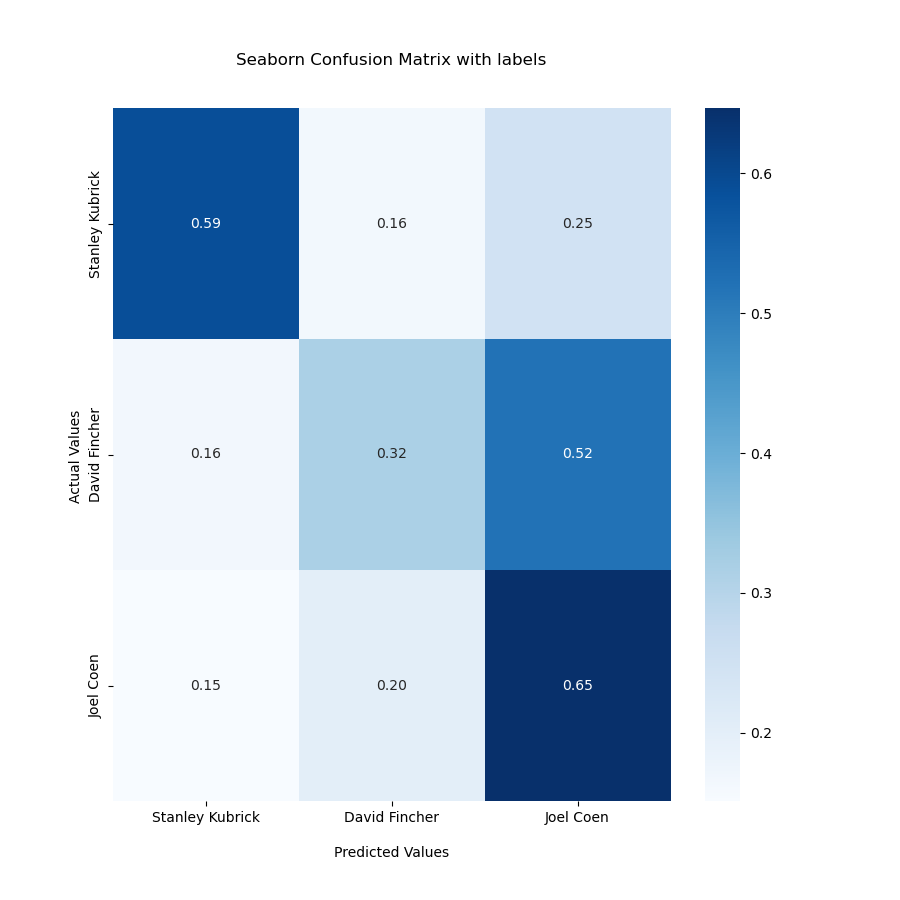 Seaborn Confusion Matrix with labels
Actual Values
Stanley Kubrick
0.59
0.16
0.25
David Fincher
0.16
0.32
0.52
Joel Coen
0.15
0.20
0.65
Stanley Kubrick
David Fincher
Joel Coen
Predicted Values
0.6
0.5
0.4
0.3
0.2